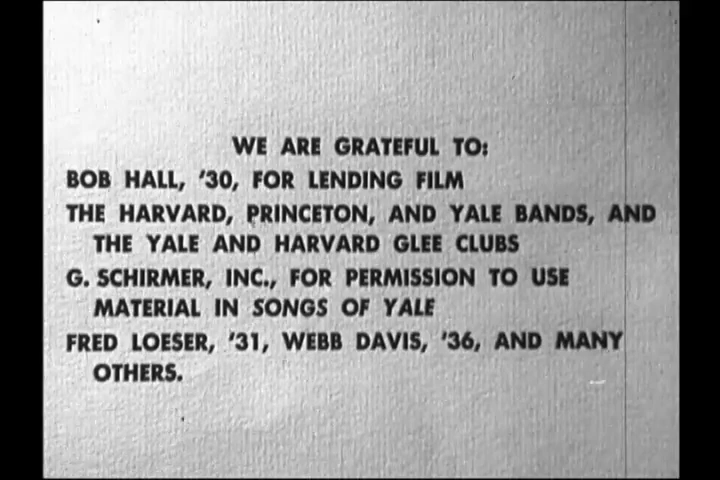 WE ARE GRATEFUL TO:
BOB HALL, '30, FOR LENDING FILM
THE HARVARD, PRINCETON, AND YALE BANDS, AND
THE YALE AND HARVARD GLEE CLUBS
G. SCHIRMER, INC., FOR PERMISSION TO USE
MATERIAL IN SONGS OF YALE
FRED LOESER, '31, WEBB DAVIS, '36, AND MANY
OTHERS.